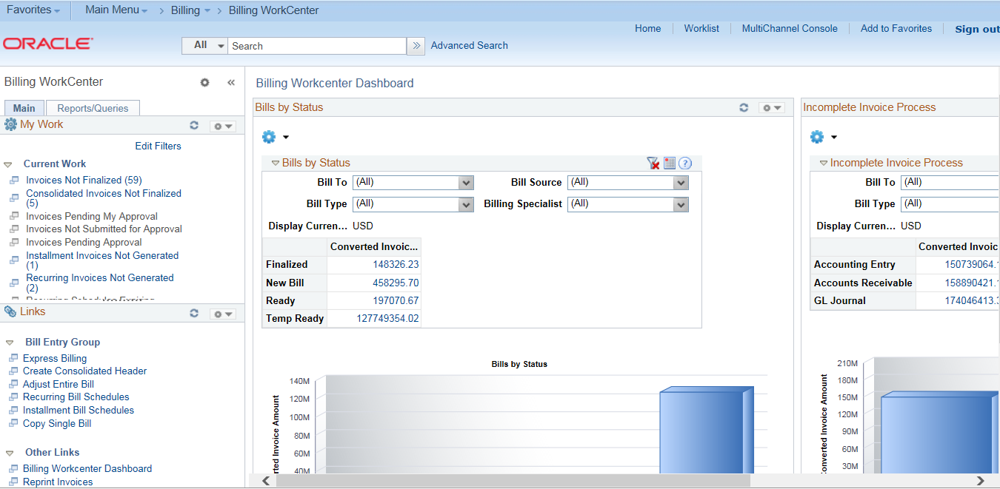 Favorites Main Menu > Billing > Billing WorkCenter
Home Worklist MultiChannel Console Add to Favorites Sign out
ORACLE All Search Advanced Search
Billing WorkCenter
Main Reports/Queries
My Work
Edit Filters
Current Work
Invoices Not Finalized (59)
Consolidated Invoices Not Finalized
(5)
Invoices Pending My Approval
Invoices Not Submitted for Approval
Invoices Pending Approval
Installment Invoices Not Generated
(1)
Recurring Invoices Not Generated
(2)
Links
Bill Entry Group
Express Billing
Create Consolidated Header
Adjust Entire Bill
Recurring Bill Schedules
Installment Bill Schedules
Copy Single Bill
Other Links
Billing Workcenter Dashboard
Reprint Invoices
Billing Workcenter Dashboard
Bills by Status
Bills by Status
Bill To (All) Bill Source (All)
Bill Type (All) Billing Specialist (All)
Display Curren... USD
Converted Invoic...
Finalized 148326.23
New Bill 458295.70
Ready 197070.67
Temp Ready 127749354.02
Bills by Status
140M
120M
100M
80M
60M
40M
Invoice Amount
Incomplete Invoice Process
Incomplete Invoice Process
Bill To (All)
Bill Type (All)
Display Curren... USD
Converted Invoic
Accounting Entry 150739064.
Accounts Receivable 158890421.
GL Journal 174046413.
210M
180M
150M
120M
90M
60M
30M
Converted Invoice Amount